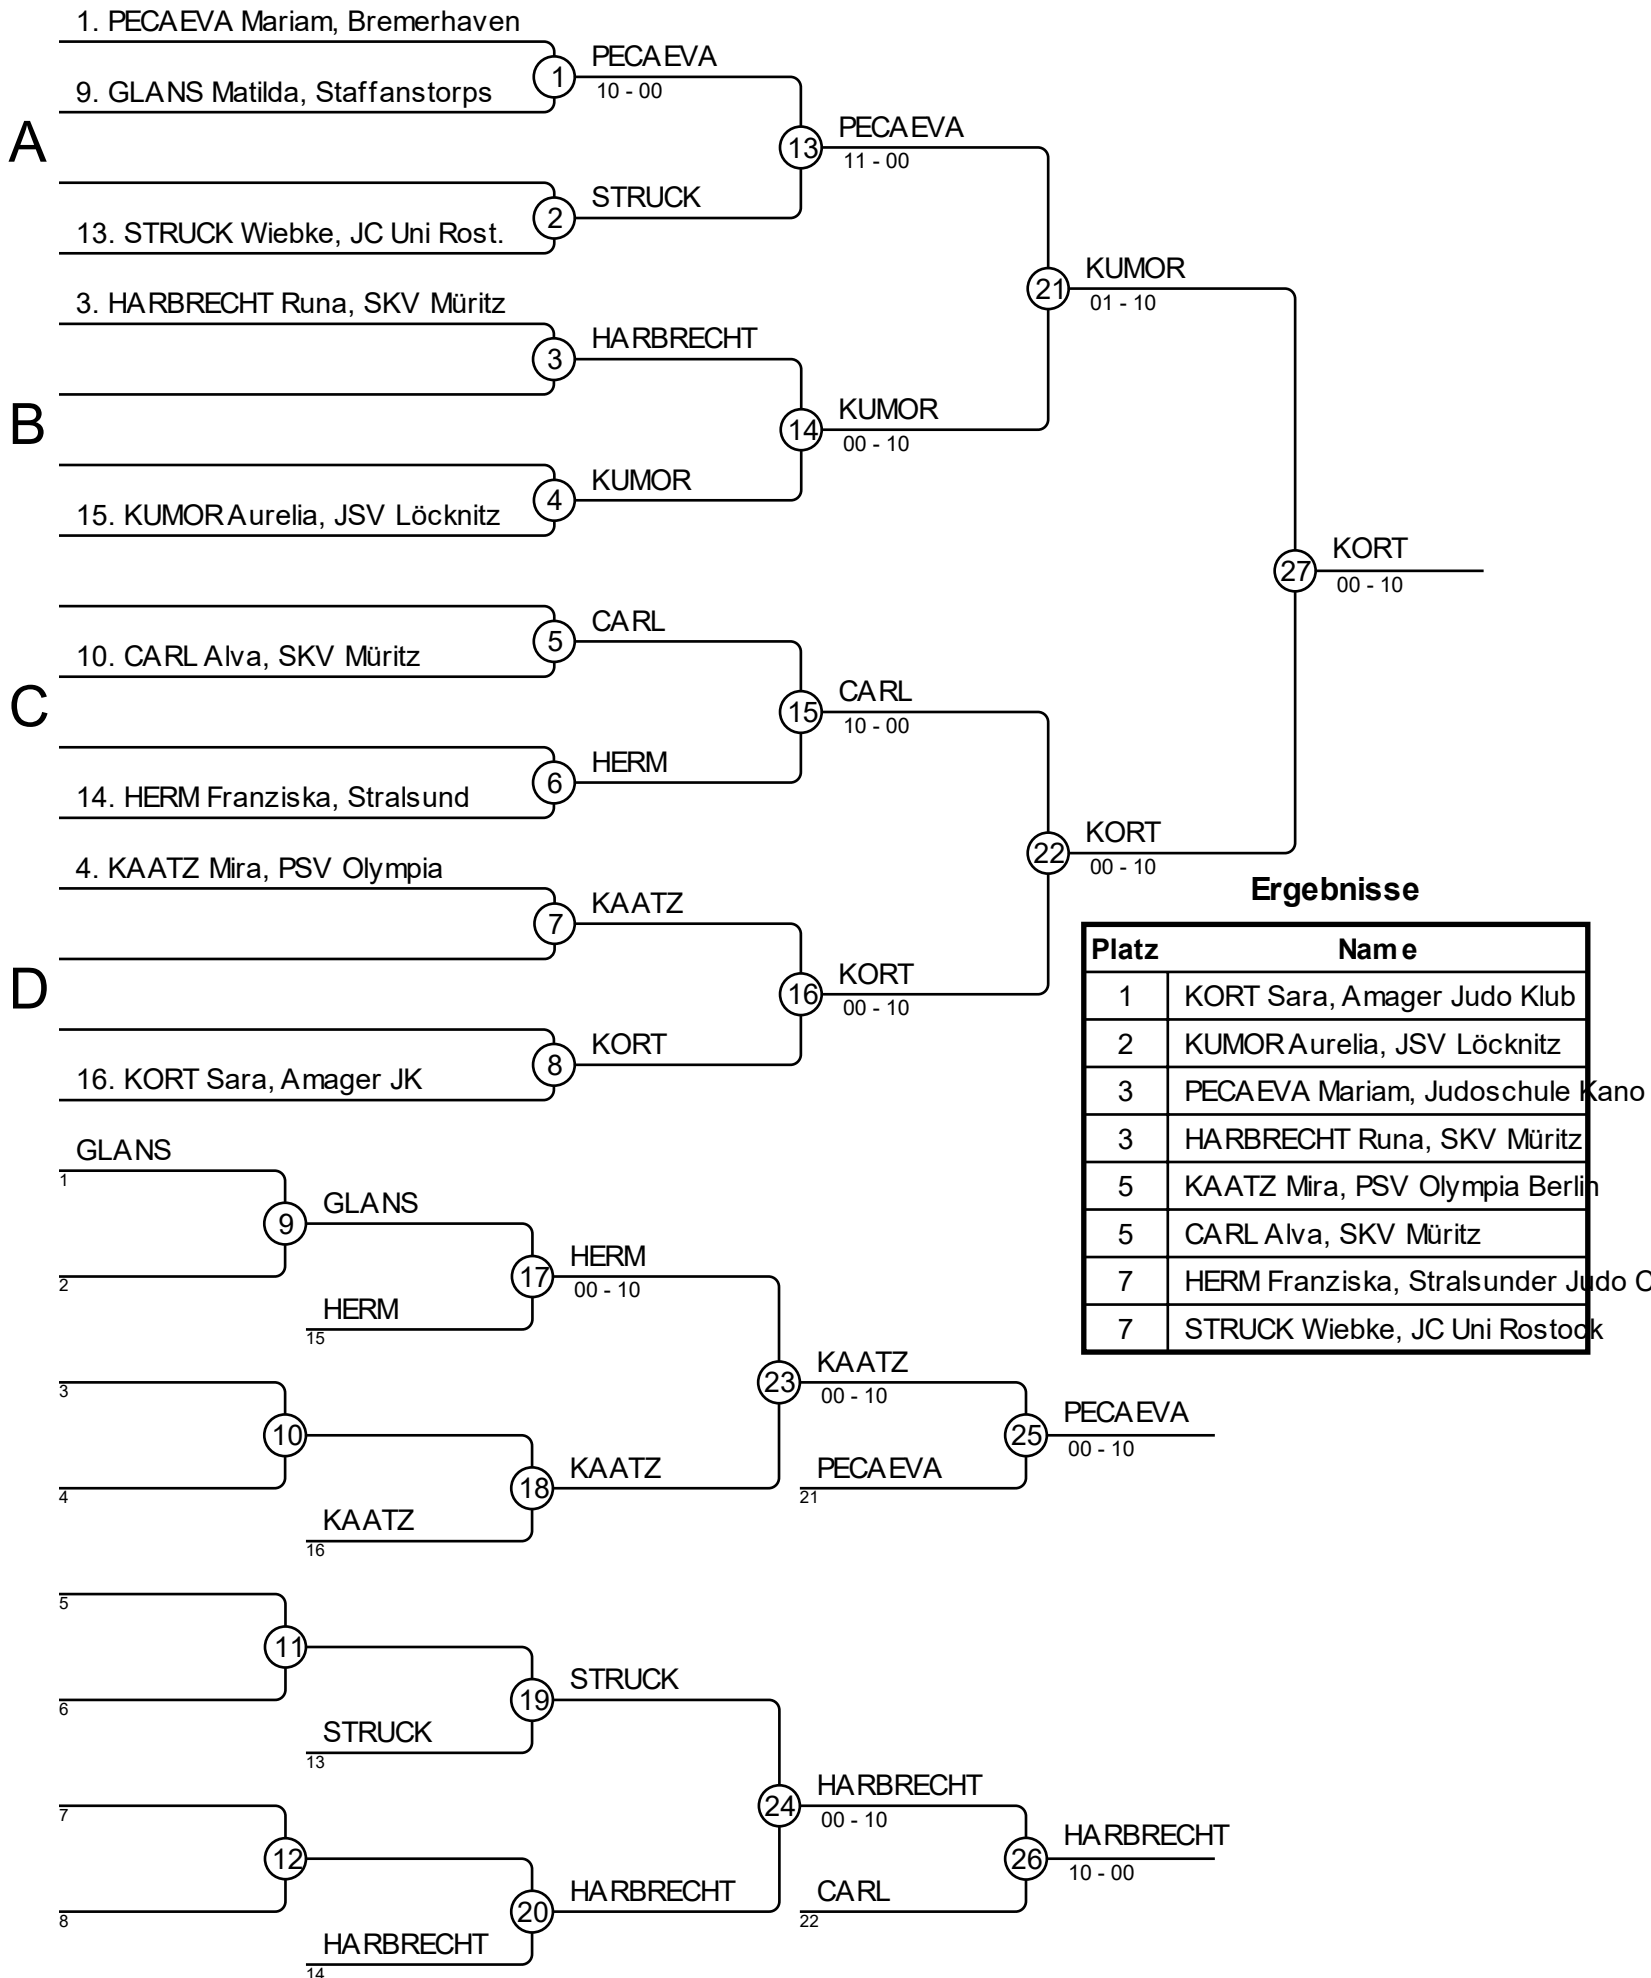 1. PECAEVA Mariam, Bremerhaven
9. GLANS Matilda, Staffanstorps
1
PECAEVA
10 - 00
A
13
PECAEVA
11 - 00
13. STRUCK Wiebke, JC Uni Rost.
2
STRUCK
21
KUMOR
01 - 10
3. HARBRECHT Runa, SKV Müritz
3
HARBRECHT
B
14
KUMOR
00 - 10
15. KUMOR Aurelia, JSV Löcknitz
4
KUMOR
27
KORT
00 - 10
10. CARL Alva, SKV Müritz
5
CARL
C
15
CARL
10 - 00
14. HERM Franziska, Stralsund
6
HERM
22
KORT
00 - 10
4. KAATZ Mira, PSV Olympia
7
KAATZ
D
16
KORT
00 - 10
16. KORT Sara, Amager JK
8
KORT
Ergebnisse
Platz Name
1 KORT Sara, Amager Judo Klub
2 KUMOR Aurelia, JSV Löcknitz
3 PECAEVA Mariam, Judoschule Kano
3 HARBRECHT Runa, SKV Müritz
5 KAATZ Mira, PSV Olympia Berlin
5 CARL Alva, SKV Müritz
7 HERM Franziska, Stralsunder Judo C
7 STRUCK Wiebke, JC Uni Rostock
GLANS
1
9
GLANS
2
17
HERM
00 - 10
HERM
15
3
10
4
18
KAATZ
KAATZ
16
23
KAATZ
00 - 10
PECAEVA
21
25
PECAEVA
00 - 10
5
11
6
19
STRUCK
STRUCK
13
7
12
8
20
HARBRECHT
HARBRECHT
14
24
HARBRECHT
00 - 10
CARL
22
26
HARBRECHT
10 - 00